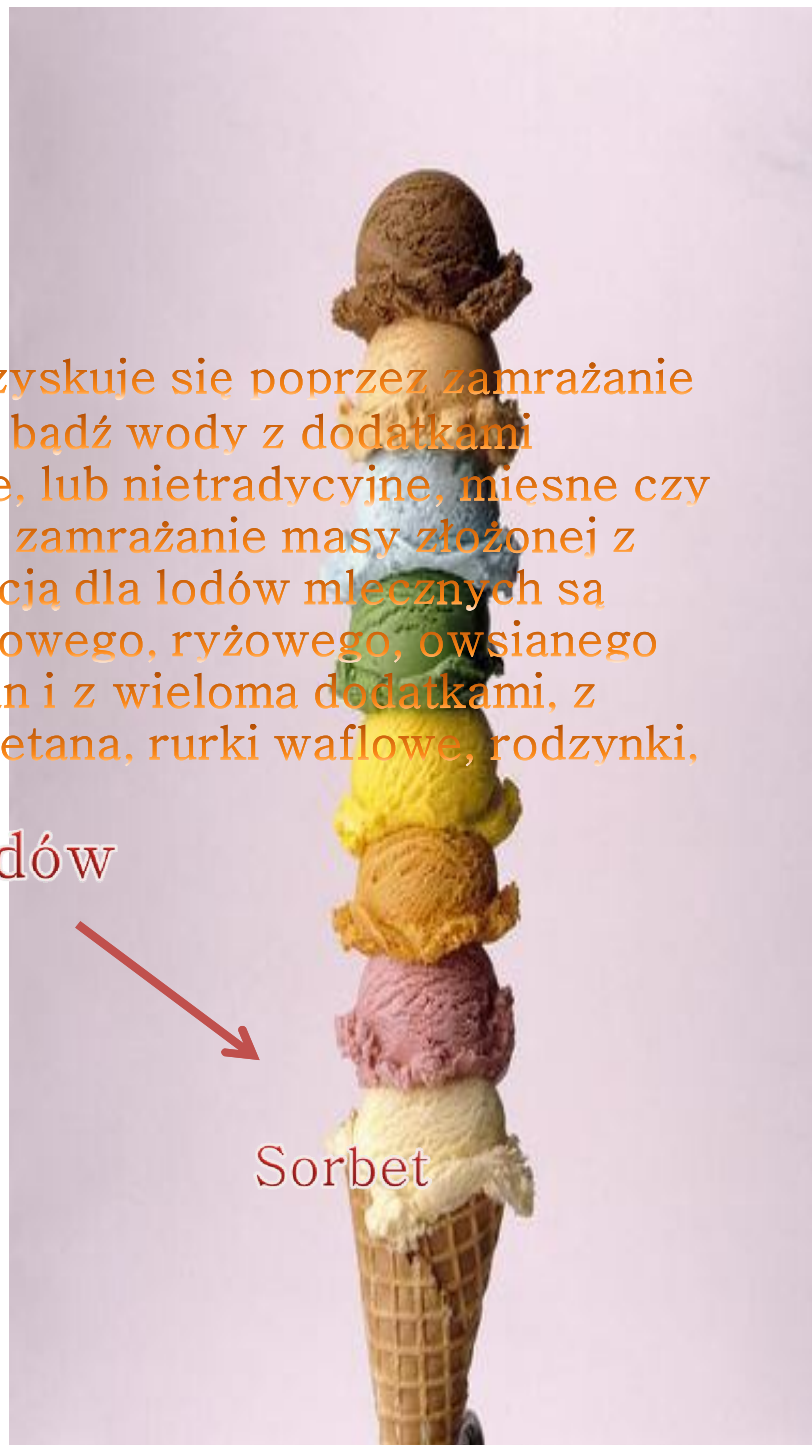 zyskuje się poprzez zamrażanie
bądź wody z dodatkami
e, lub nietradycyjne, mięsne czy
zamrażanie masy złożonej z
cją dla lodów mlecznych są
owego, ryżowego, owsianego
n i z wieloma dodatkami, z
etana, rurki waflowe, rodzynki,
dów
Sorbet